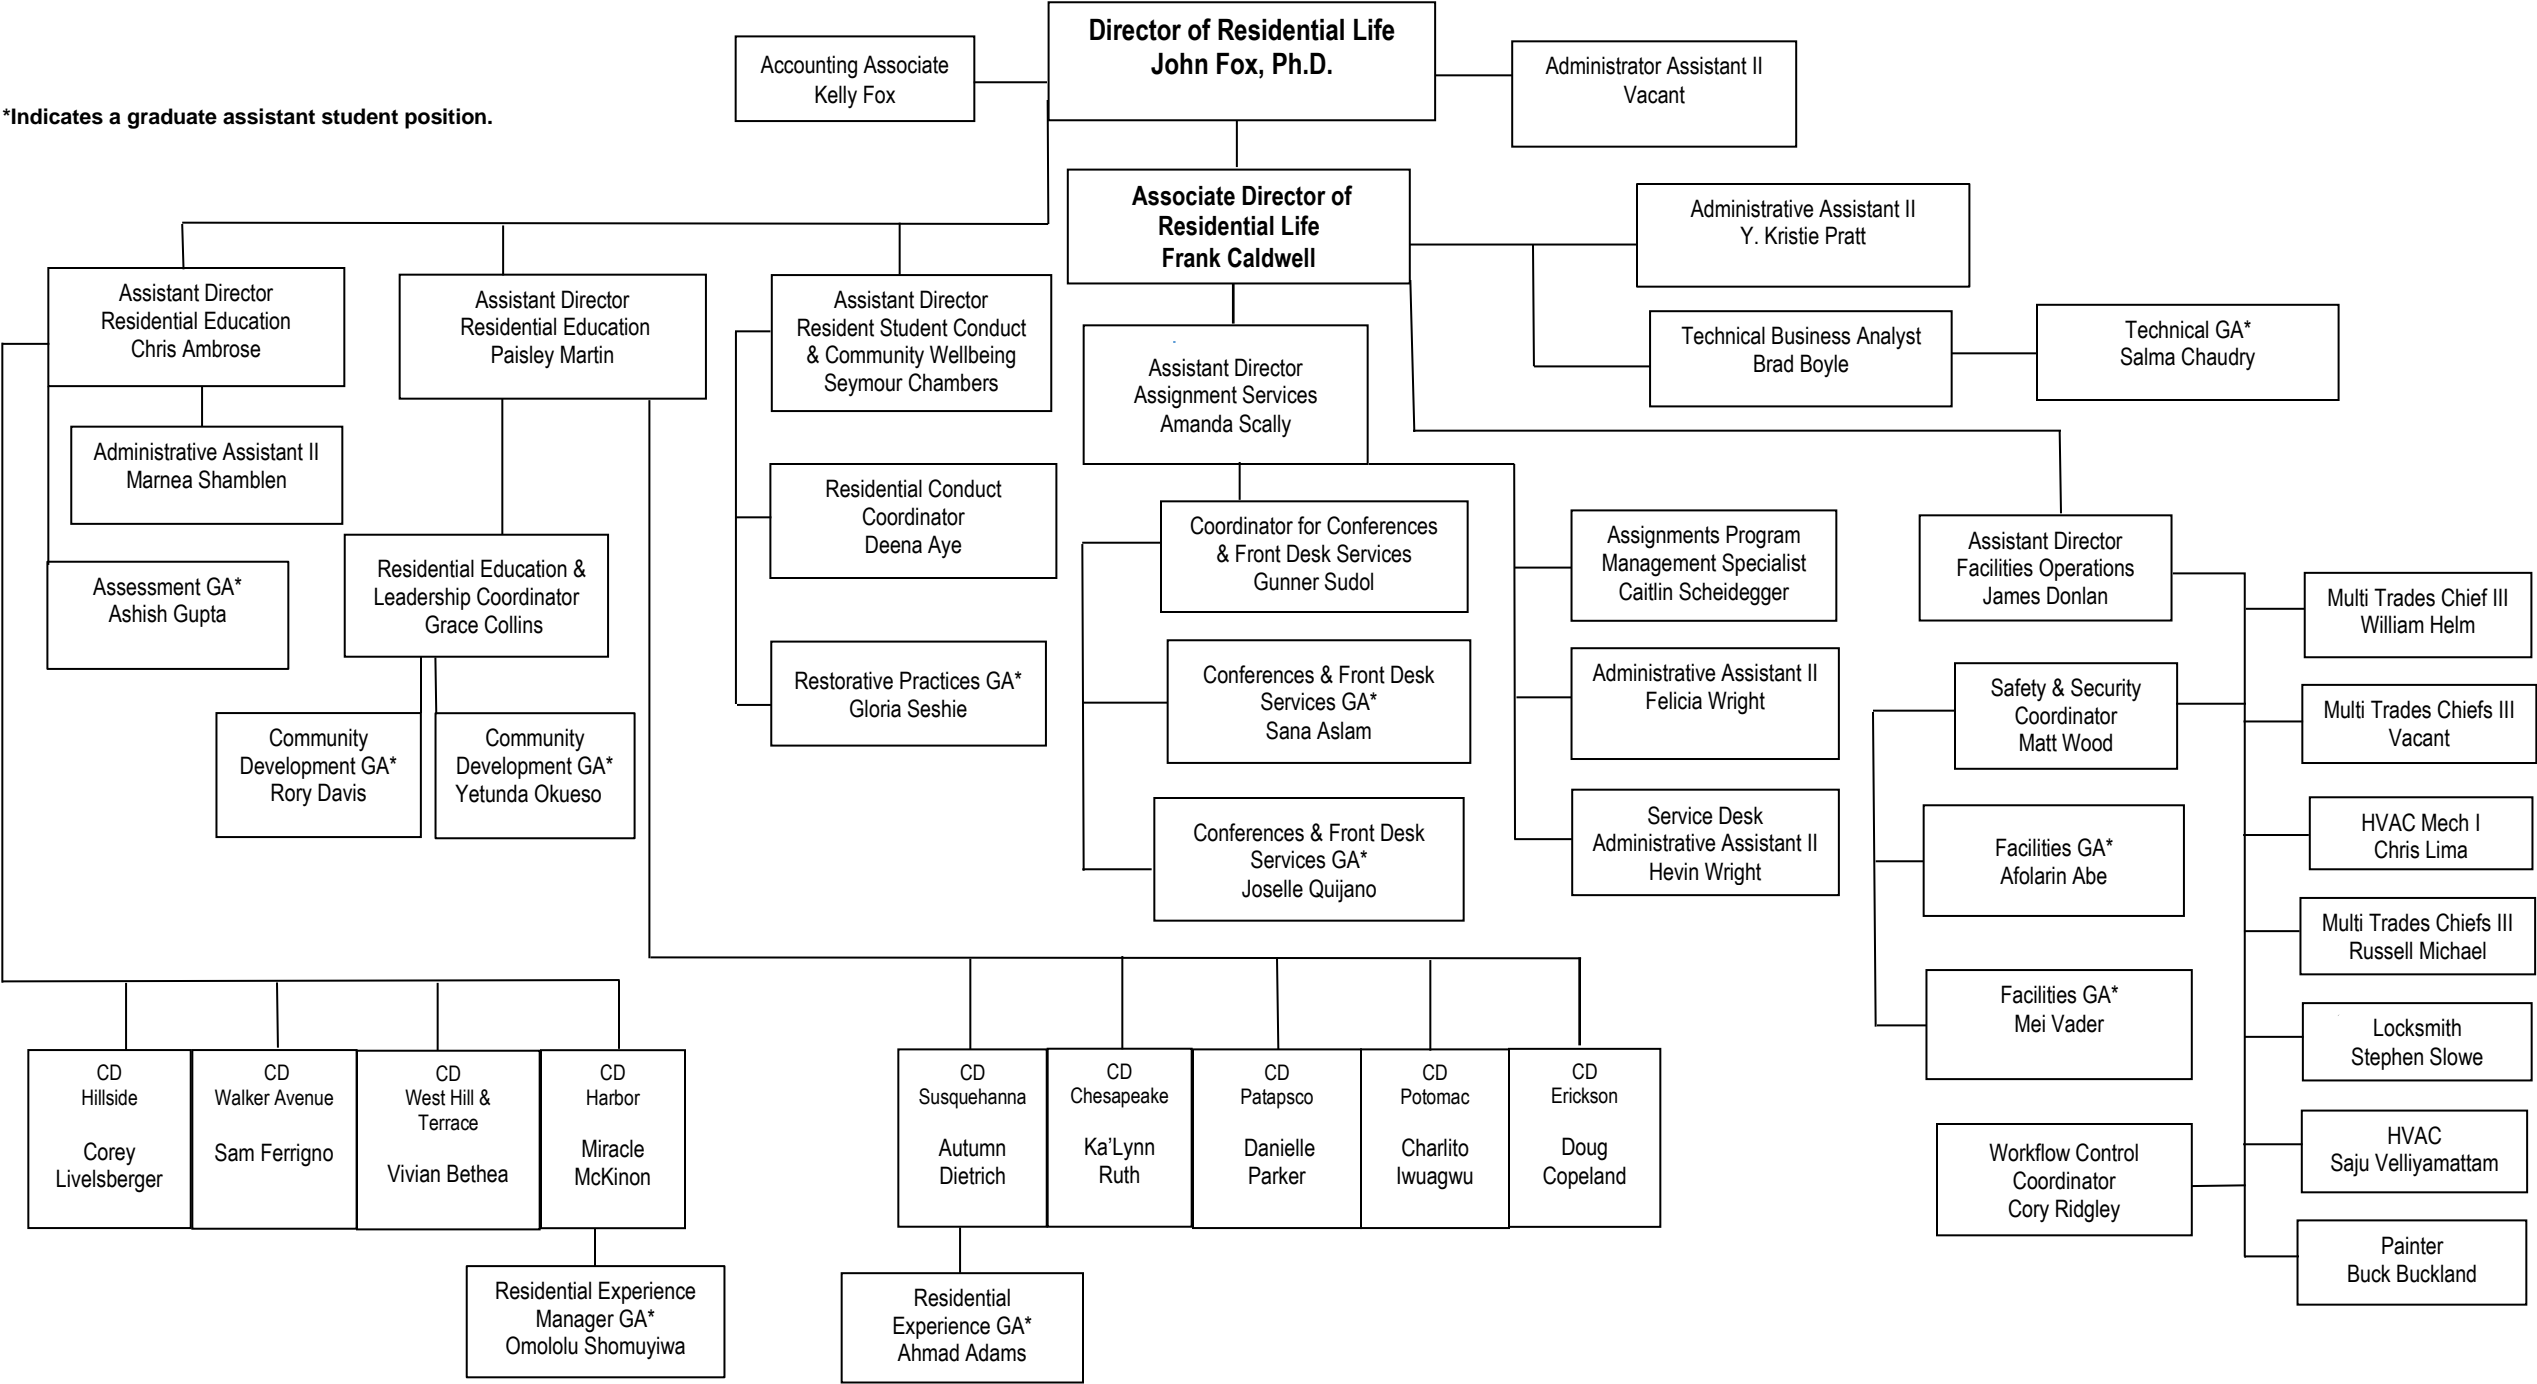 Director of Residential Life
John Fox, Ph.D.
Accounting Associate
Kelly Fox
Administrator Assistant II
Vacant
*Indicates a graduate assistant student position.
Associate Director of
Residential Life
Frank Caldwell
Administrative Assistant II
Y. Kristie Pratt
Technical Business Analyst
Brad Boyle
Technical GA*
Salma Chaudry
Assistant Director
Residential Education
Chris Ambrose
Assistant Director
Residential Education
Paisley Martin
Assistant Director
Resident Student Conduct
& Community Wellbeing
Seymour Chambers
Assistant Director
Assignment Services
Amanda Scally
Administrative Assistant II
Marnea Shamblen
Assessment GA*
Ashish Gupta
Residential Education &
Leadership Coordinator
Grace Collins
Community
Development GA*
Rory Davis
Community
Development GA*
Yetunda Okueso
Residential Conduct
Coordinator
Deena Aye
Restorative Practices GA*
Gloria Seshie
Coordinator for Conferences
& Front Desk Services
Gunner Sudol
Conferences & Front Desk
Services GA*
Sana Aslam
Conferences & Front Desk
Services GA*
Joselle Quijano
Assignments Program
Management Specialist
Caitlin Scheidegger
Administrative Assistant II
Felicia Wright
Service Desk
Administrative Assistant II
Hevin Wright
Assistant Director
Facilities Operations
James Donlan
Safety & Security
Coordinator
Matt Wood
Facilities GA*
Afolarin Abe
Facilities GA*
Mei Vader
Workflow Control
Coordinator
Cory Ridgley
Multi Trades Chief III
William Helm
Multi Trades Chiefs III
Vacant
HVAC Mech I
Chris Lima
Multi Trades Chiefs III
Russell Michael
Locksmith
Stephen Slowe
HVAC
Saju Velliyamattam
Painter
Buck Buckland
CD
Hillside
Corey
Livelsberger
CD
Walker Avenue
Sam Ferrigno
CD
West Hill &
Terrace
Vivian Bethea
CD
Harbor
Miracle
McKinon
Residential Experience
Manager GA*
Omololu Shomuyiwa
CD
Susquehanna
Autumn
Dietrich
CD
Chesapeake
Ka’Lynn
Ruth
CD
Patapsco
Danielle
Parker
CD
Potomac
Charlito
Iwuagwu
CD
Erickson
Doug
Copeland
Residential
Experience GA*
Ahmad Adams